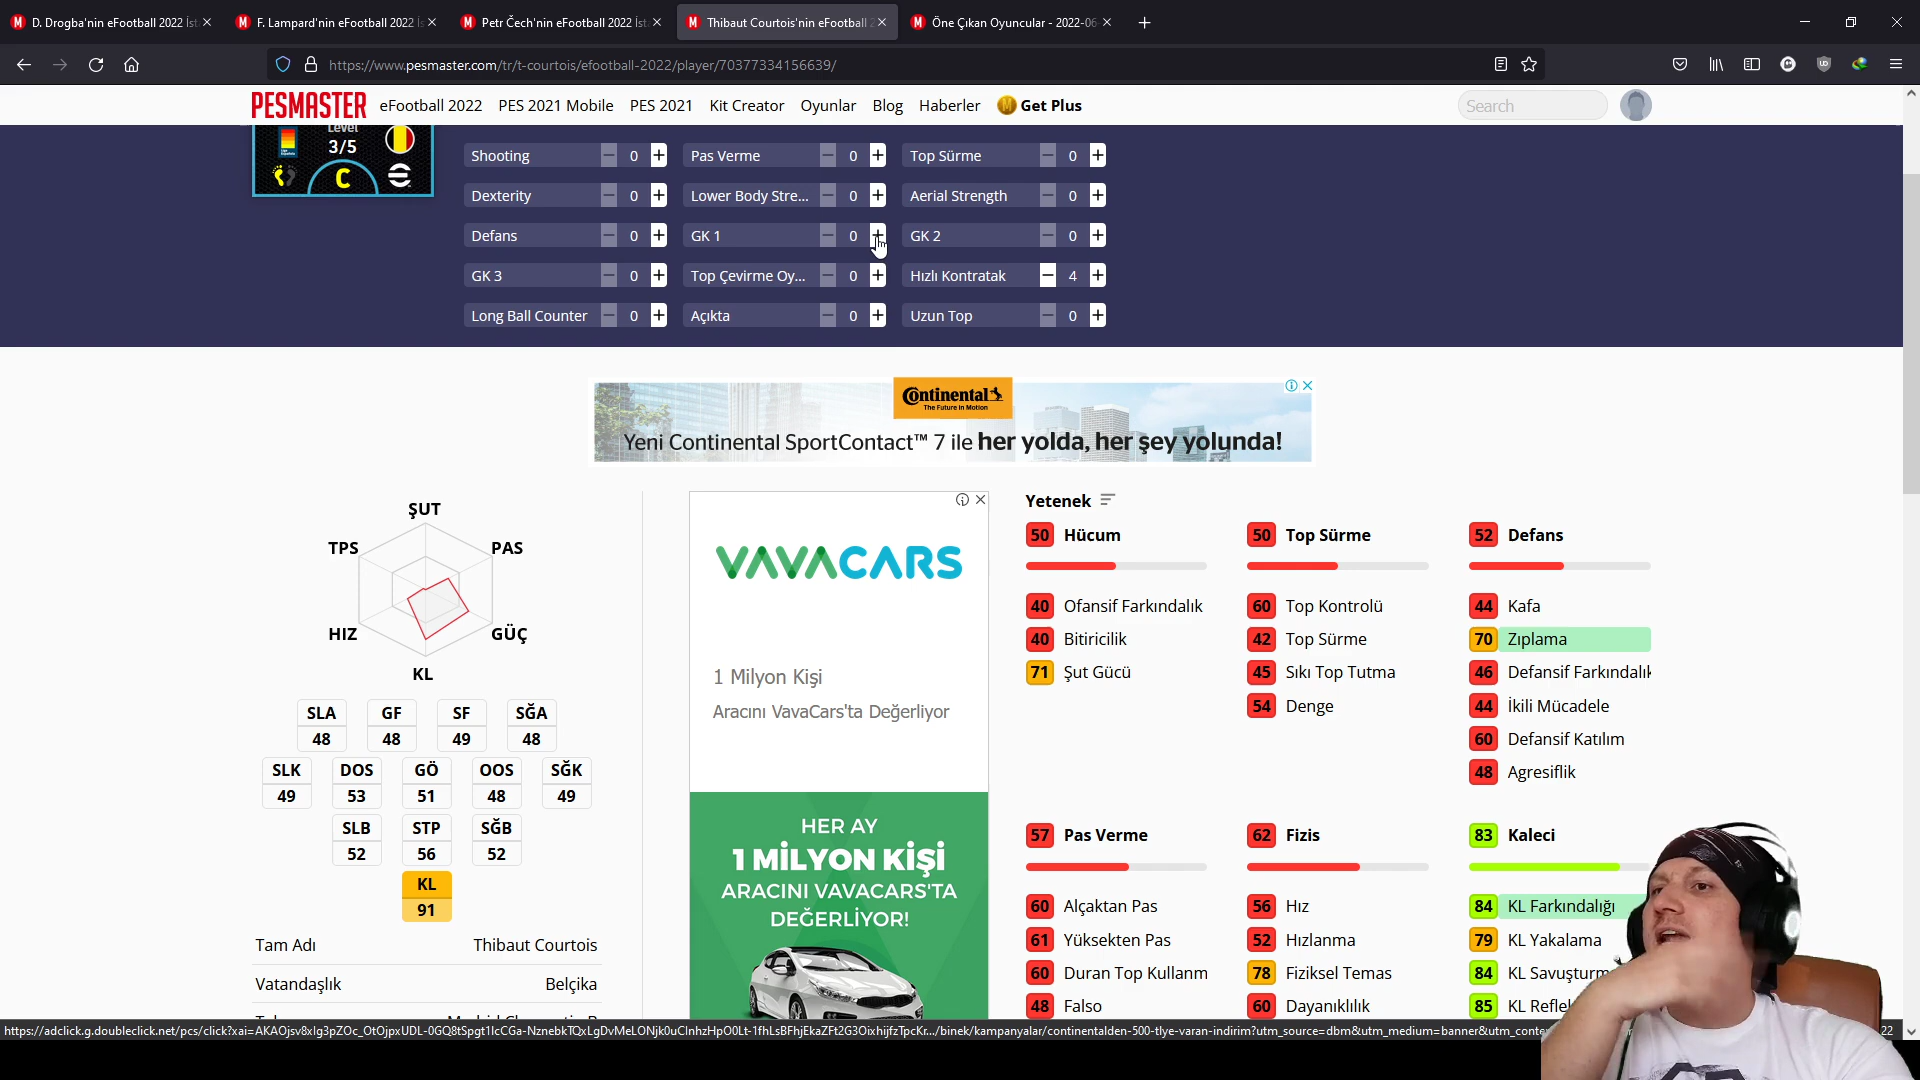 D. Drogba'nin eFootball 2022 İst
F. Lampard'nin eFootball 2022 İs
Petr Čech'nin eFootball 2022 İst
Thibaut Courtois'nin eFootball 2
Öne Çıkan Oyuncular - 2022-06
https://www.pesmaster.com/tr/t-courtois/efootball-2022/player/70377334156639/
PESMASTER eFootball 2022 PES 2021 Mobile PES 2021 Kit Creator Oyunlar Blog Haberler Get Plus Search
Level
3/5
C
Shooting 0 Pas Verme 0 Top Sürme 0
Dexterity 0 Lower Body Stre... 0 Aerial Strength 0
Defans 0 GK 1 0 GK 2 0
GK 3 0 Top Çevirme Oy... 0 Hızlı Kontratak 4
Long Ball Counter 0 Açıkta 0 Uzun Top 0
Continental
The Future in Motion
Yeni Continental SportContact™ 7 ile her yolda, her şey yolunda!
ŞUT
TPS PAS
HIZ GÜÇ
KL
SLA GF SF SĞA
48 48 49 48
SLK DOS GÖ OOS SĞK
49 53 51 48 49
SLB STP SĞB
52 56 52
KL
91
Tam Adı Thibaut Courtois
Vatandaşlık Belçika
VAVACARS
1 Milyon Kişi
Aracını VavaCars'ta Değerliyor
HER AY
1 MİLYON KİŞİ
ARACINI VAVACARS'TA
DEĞERLİYOR!
Yetenek
50 Hücum
40 Ofansif Farkındalık
40 Bitiricilik
71 Şut Gücü
50 Top Sürme
60 Top Kontrolü
42 Top Sürme
45 Sıkı Top Tutma
54 Denge
52 Defans
44 Kafa
70 Zıplama
46 Defansif Farkındalık
44 İkili Mücadele
60 Defansif Katılım
48 Agresiflik
57 Pas Verme
60 Alçaktan Pas
61 Yüksekten Pas
60 Duran Top Kullanm
48 Falso
62 Fizis
56 Hız
52 Hızlanma
78 Fiziksel Temas
60 Dayanıklılık
83 Kaleci
84 KL Farkındalığı
79 KL Yakalama
84 KL Savuşturm
85 KL Refle
22